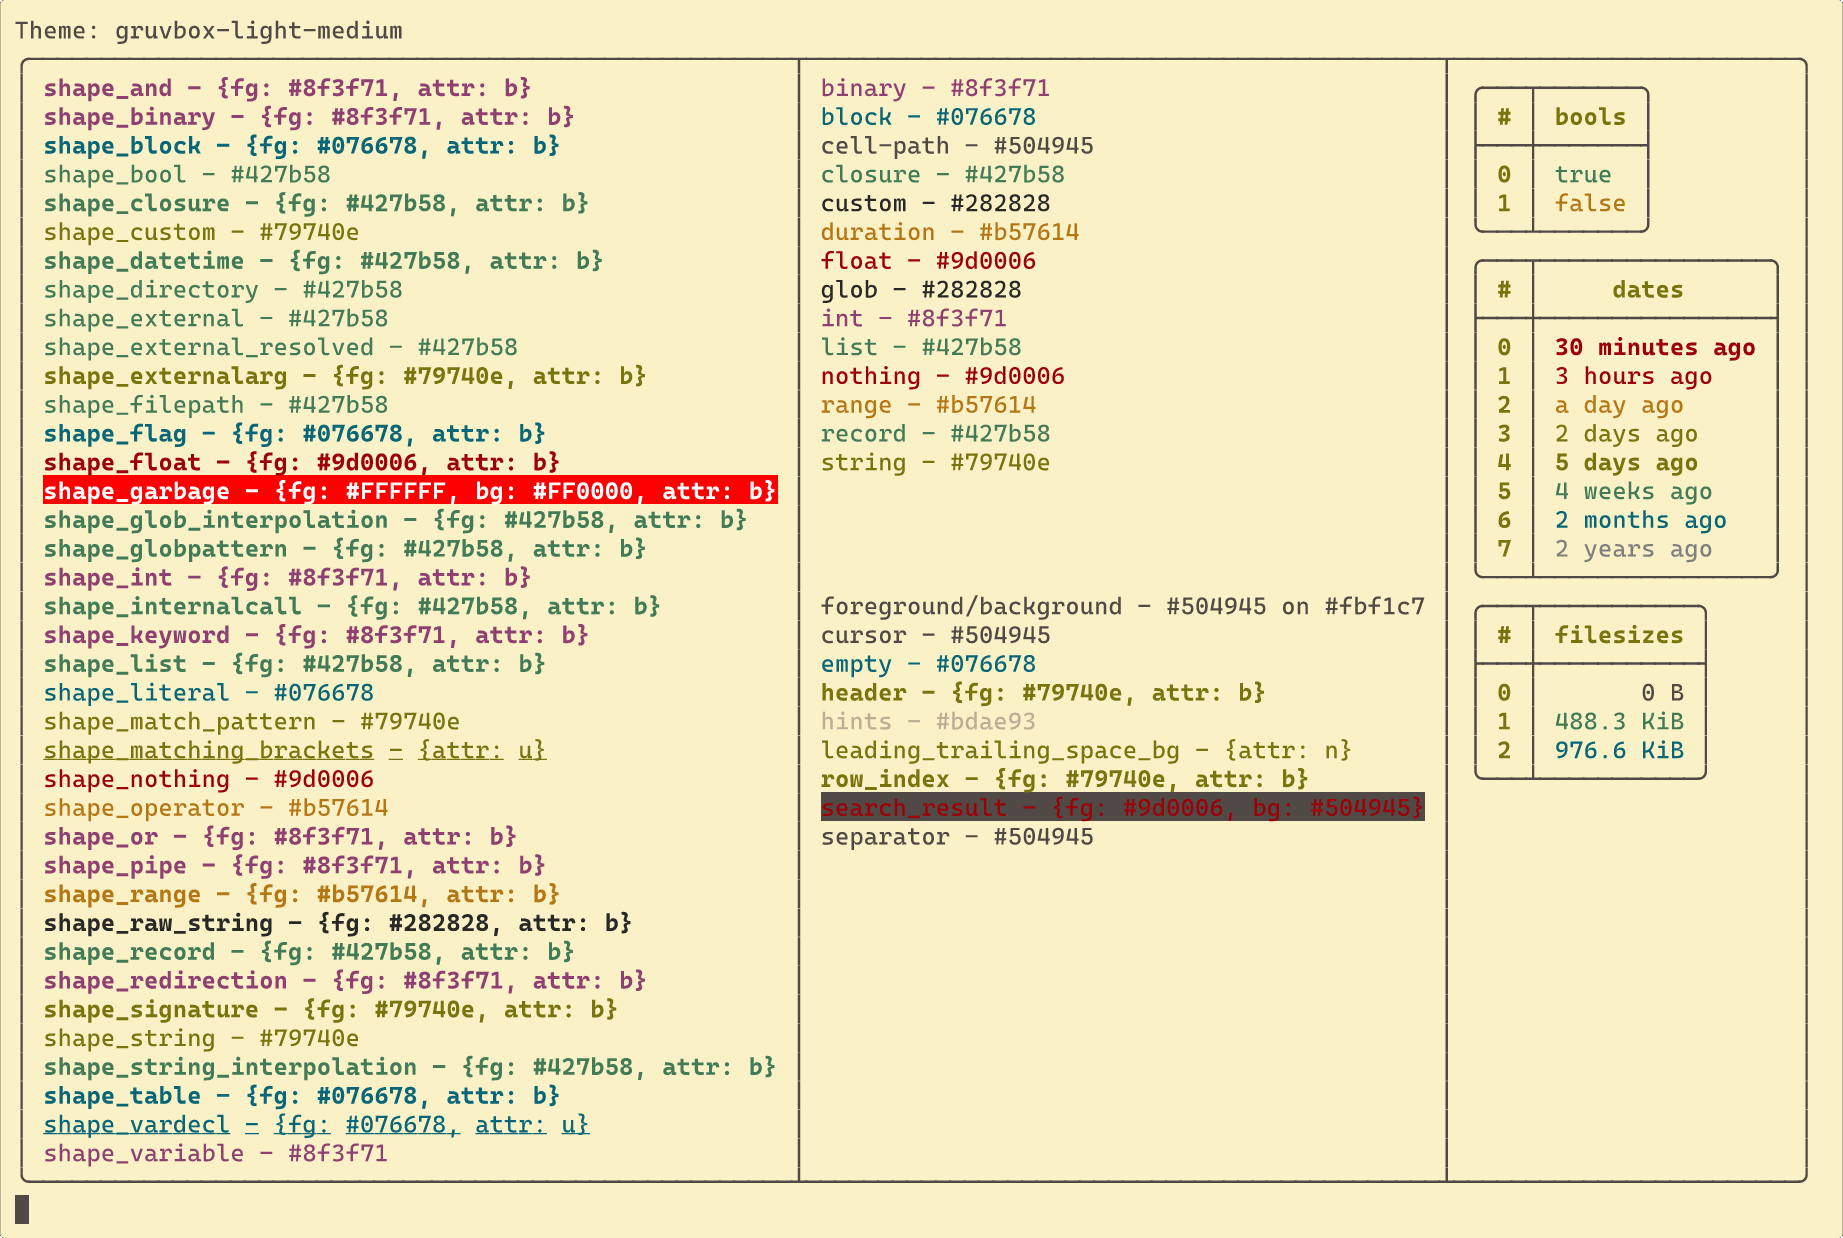 Theme: gruvbox-light-medium
shape_and - {fg: #8f3f71, attr: b}
shape_binary - {fg: #8f3f71, attr: b}
shape_block - {fg: #076678, attr: b}
shape_bool - #427b58
shape_closure - {fg: #427b58, attr: b}
shape_custom - #79740e
shape_datetime - {fg: #427b58, attr: b}
shape_directory - #427b58
shape_external - #427b58
shape_external_resolved - #427b58
shape_externalarg - {fg: #79740e, attr: b}
shape_filepath - #427b58
shape_flag - {fg: #076678, attr: b}
shape_float - {fg: #9d0006, attr: b}
shape_garbage - {fg: #FFFFFF, bg: #FF0000, attr: b}
shape_glob_interpolation - {fg: #427b58, attr: b}
shape_globpattern - {fg: #427b58, attr: b}
shape_int - {fg: #8f3f71, attr: b}
shape_internalcall - {fg: #427b58, attr: b}
shape_keyword - {fg: #8f3f71, attr: b}
shape_list - {fg: #427b58, attr: b}
shape_literal - #076678
shape_match_pattern - #79740e
shape_matching_brackets - {attr: u}
shape_nothing - #9d0006
shape_operator - #b57614
shape_or - {fg: #8f3f71, attr: b}
shape_pipe - {fg: #8f3f71, attr: b}
shape_range - {fg: #b57614, attr: b}
shape_raw_string - {fg: #282828, attr: b}
shape_record - {fg: #427b58, attr: b}
shape_redirection - {fg: #8f3f71, attr: b}
shape_signature - {fg: #79740e, attr: b}
shape_string - #79740e
shape_string_interpolation - {fg: #427b58, attr: b}
shape_table - {fg: #076678, attr: b}
shape_vardecl - {fg: #076678, attr: u}
shape_variable - #8f3f71
binary - #8f3f71
block - #076678
cell-path - #504945
closure - #427b58
custom - #282828
duration - #b57614
float - #9d0006
glob - #282828
int - #8f3f71
list - #427b58
nothing - #9d0006
range - #b57614
record - #427b58
string - #79740e
foreground/background - #504945 on #fbf1c7
cursor - #504945
empty - #076678
header - {fg: #79740e, attr: b}
hints - #bdae93
leading_trailing_space_bg - {attr: n}
row_index - {fg: #79740e, attr: b}
search_result - {fg: #9d0006, bg: #504945}
separator - #504945
# bools
0 true
1 false
# dates
0 30 minutes ago
1 3 hours ago
2 a day ago
3 2 days ago
4 5 days ago
5 4 weeks ago
6 2 months ago
7 2 years ago
# filesizes
0 0 B
1 488.3 KiB
2 976.6 KiB